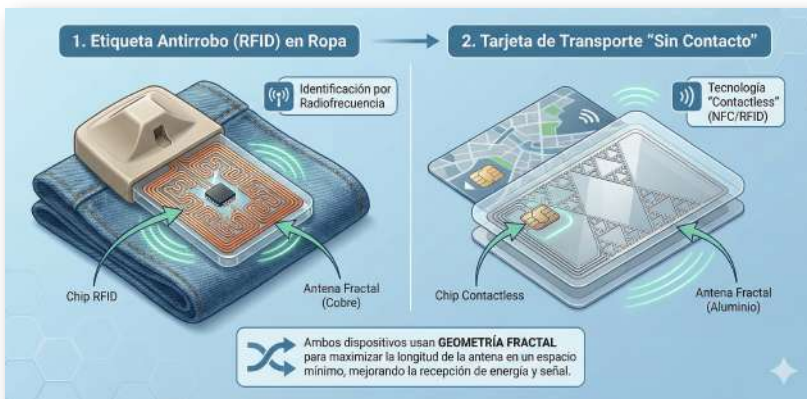 1. Etiqueta Antirrobo (RFID) en Ropa
2. Tarjeta de Transporte “Sin Contacto”
Identificación por
Radiofrecuencia
Chip RFID
Antena Fractal
(Cobre)
Tecnología
“Contactless”
(NFC/RFID)
Chip Contactless
Antena Fractal
(Aluminio)
Ambos dispositivos usan GEOMETRÍA FRACTAL
para maximizar la longitud de la antena en un espacio
mínimo, mejorando la recepción de energía y señal.